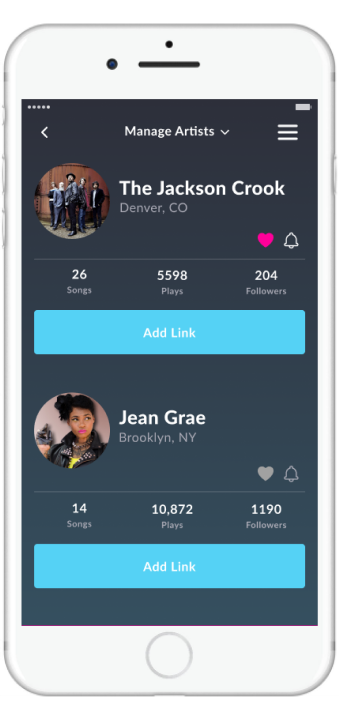 Manage Artists
The Jackson Crook
Denver, CO
26 5598 204
Songs Plays Followers
Add Link
Jean Grae
Brooklyn, NY
14 10,872 1190
Songs Plays Followers
Add Link